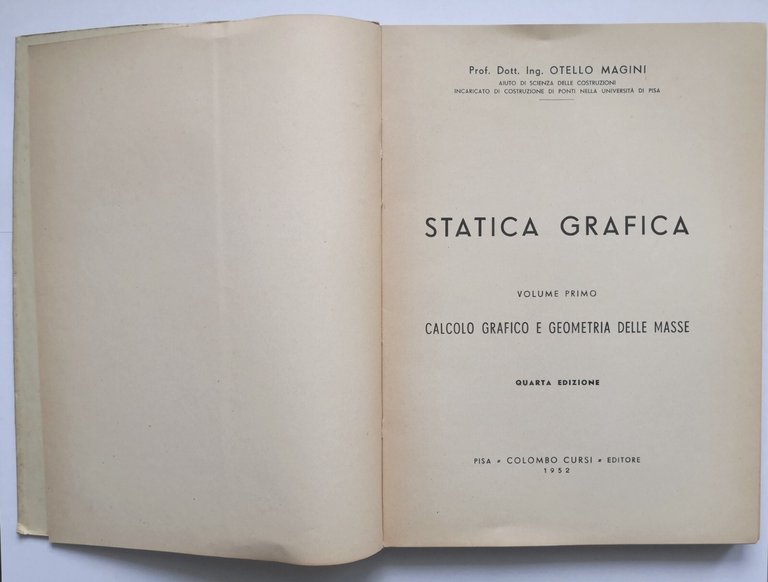 Prof. Dott. Ing. OTELLO MAGINI
AIUTO DI SCIENZA DELLE COSTRUZIONI
INCARICATO DI COSTRUZIONE DI PONTI NELLA UNIVERSITÀ DI PISA
STATICA GRAFICA
VOLUME PRIMO
CALCOLO GRAFICO E GEOMETRIA DELLE MASSE
QUARTA EDIZIONE
PISA - COLOMBO CURSI - EDITORE
1952